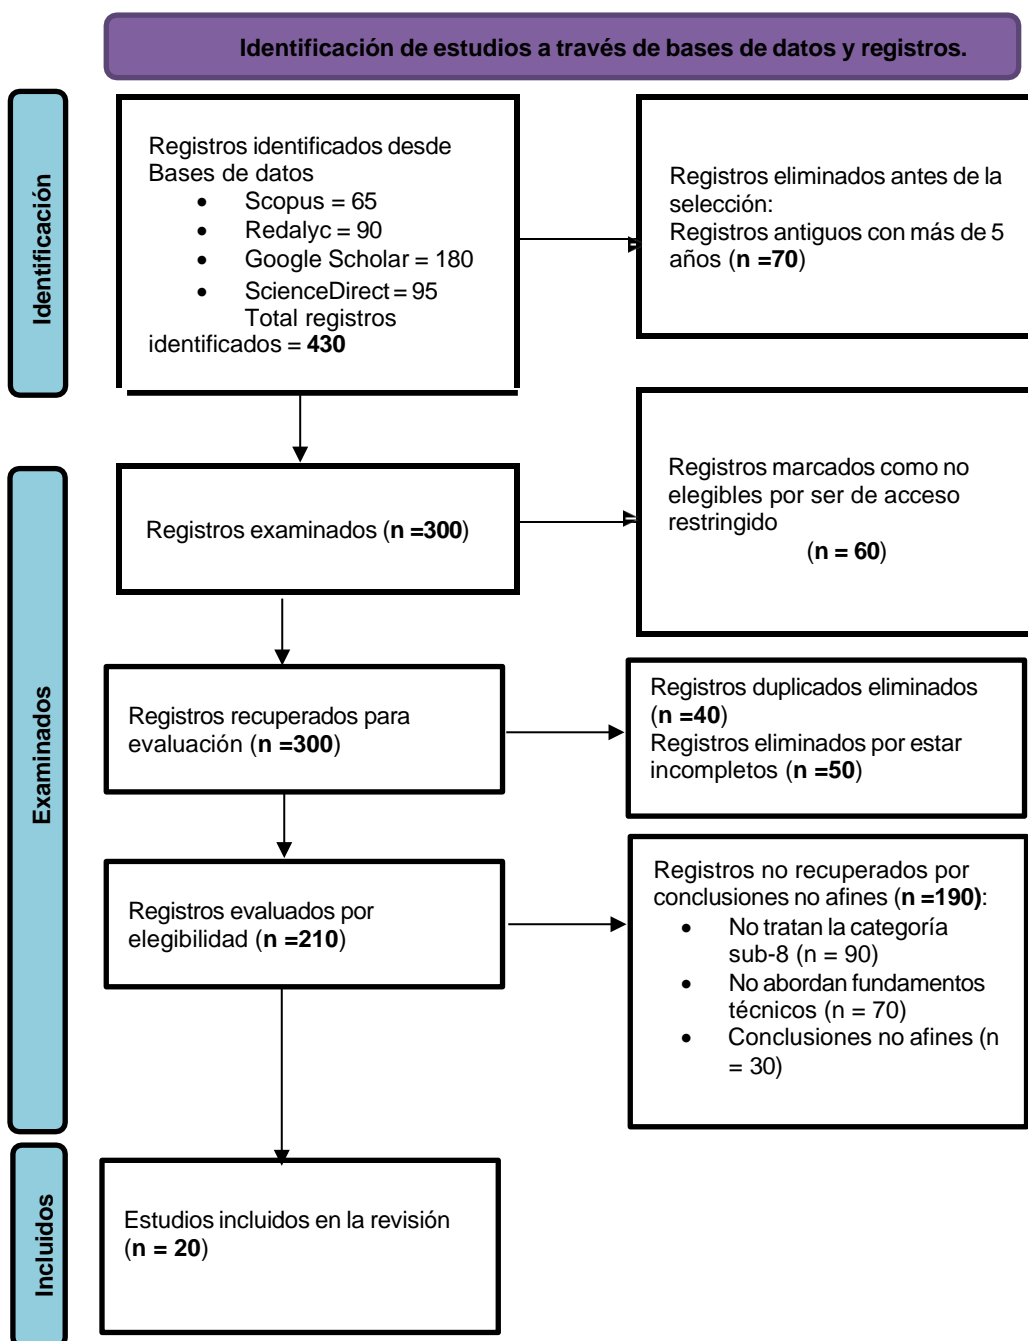 Identificación de estudios a través de bases de datos y registros.
Identificación
Registros identificados desde
Bases de datos
• Scopus = 65
• Redalyc = 90
• Google Scholar = 180
• ScienceDirect = 95
Total registros
identificados = 430
Registros eliminados antes de la
selección:
Registros antiguos con más de 5
años (n =70)
Examinados
Registros examinados (n =300)
Registros marcados como no
elegibles por ser de acceso
restringido
(n = 60)
Registros recuperados para
evaluación (n =300)
Registros duplicados eliminados
(n =40)
Registros eliminados por estar
incompletos (n =50)
Registros evaluados por
elegibilidad (n =210)
Registros no recuperados por
conclusiones no afines (n =190):
• No tratan la categoría
sub-8 (n = 90)
• No abordan fundamentos
técnicos (n = 70)
• Conclusiones no afines (n
= 30)
Incluidos
Estudios incluidos en la revisión
(n = 20)